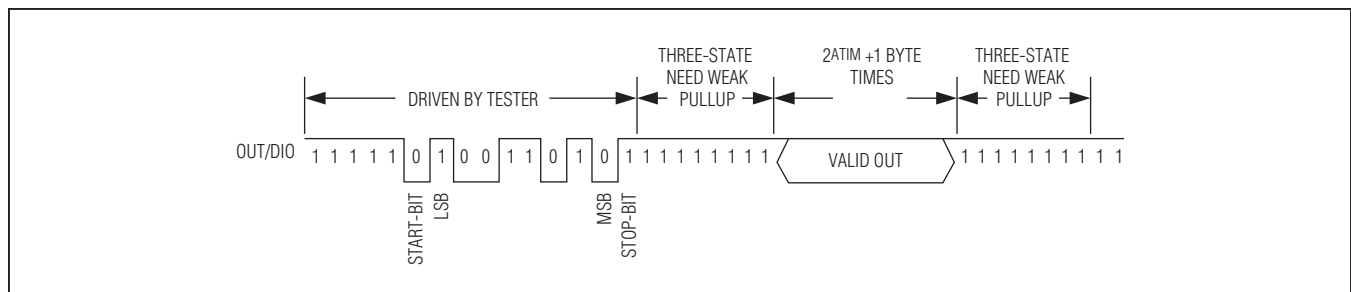 THREE-STATE
NEED WEAK
PULLUP
2ATIM +1 BYTE
TIMES
THREE-STATE
NEED WEAK
PULLUP
DRIVEN BY TESTER
OUT/DIO 1 1 1 1 1 0 1 0 0 1 1 0 1 0 1 1 1 1 1 1 1 1 VALID OUT 1 1 1 1 1 1 1 1 1 1
START-BIT
LSB
MSB
STOP-BIT